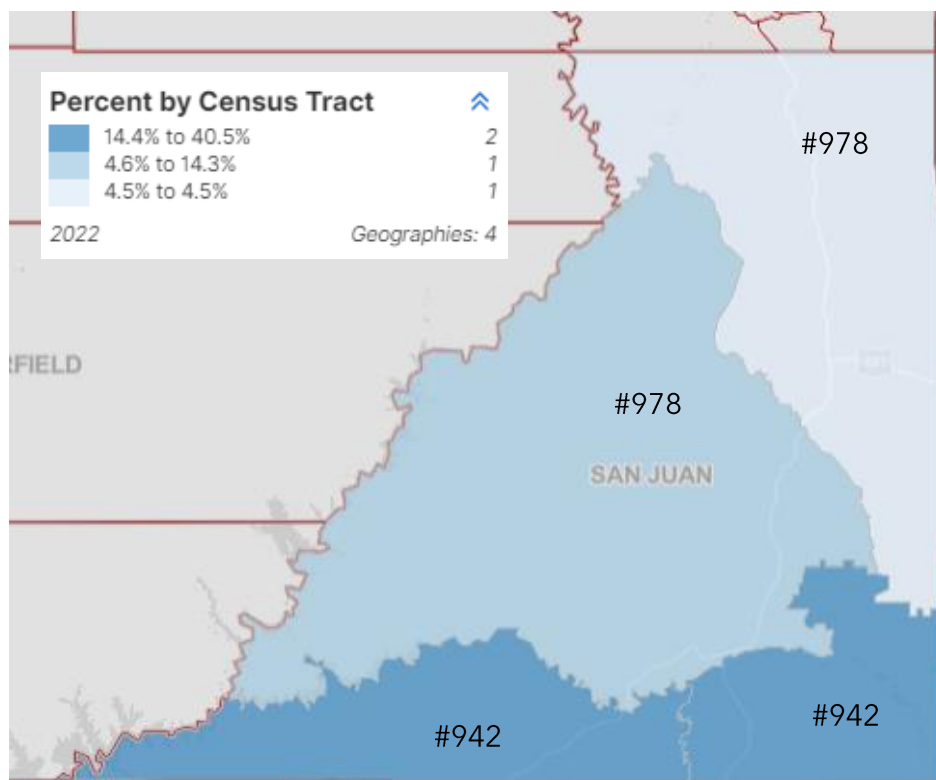 Percent by Census Tract
14.4% to 40.5% 2
4.6% to 14.3% 1
4.5% to 4.5% 1
2022 Geographies: 4
#978
RFIELD
#978
SAN JUAN
#942
#942